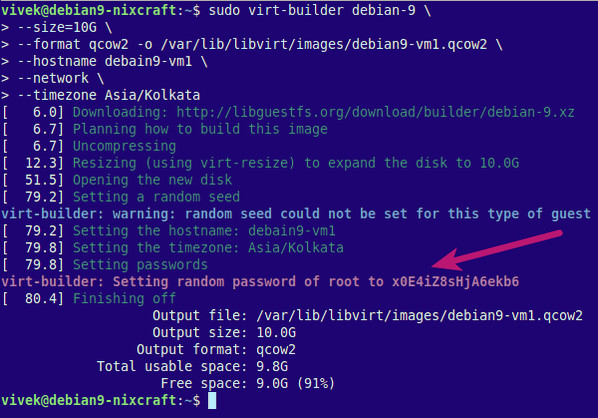 vivek@debian9-nixcraft:~$ sudo virt-builder debian-9 \
> --size=10G \
> --format qcow2 -o /var/lib/libvirt/images/debian9-vm1.qcow2 \
> --hostname debain9-vm1 \
> --network \
> --timezone Asia/Kolkata
[   6.0] Downloading: http://libguestfs.org/download/builder/debian-9.xz
[   6.7] Planning how to build this image
[   6.7] Uncompressing
[  12.3] Resizing (using virt-resize) to expand the disk to 10.0G
[  51.5] Opening the new disk
[  79.2] Setting a random seed
virt-builder: warning: random seed could not be set for this type of guest
[  79.2] Setting the hostname: debain9-vm1
[  79.8] Setting the timezone: Asia/Kolkata
[  79.8] Setting passwords
virt-builder: Setting random password of root to x0E4iZ8sHjA6ekb6
[  80.4] Finishing off
Output file: /var/lib/libvirt/images/debian9-vm1.qcow2
Output size: 10.0G
Output format: qcow2
Total usable space: 9.8G
Free space: 9.0G (91%)
vivek@debian9-nixcraft:~$